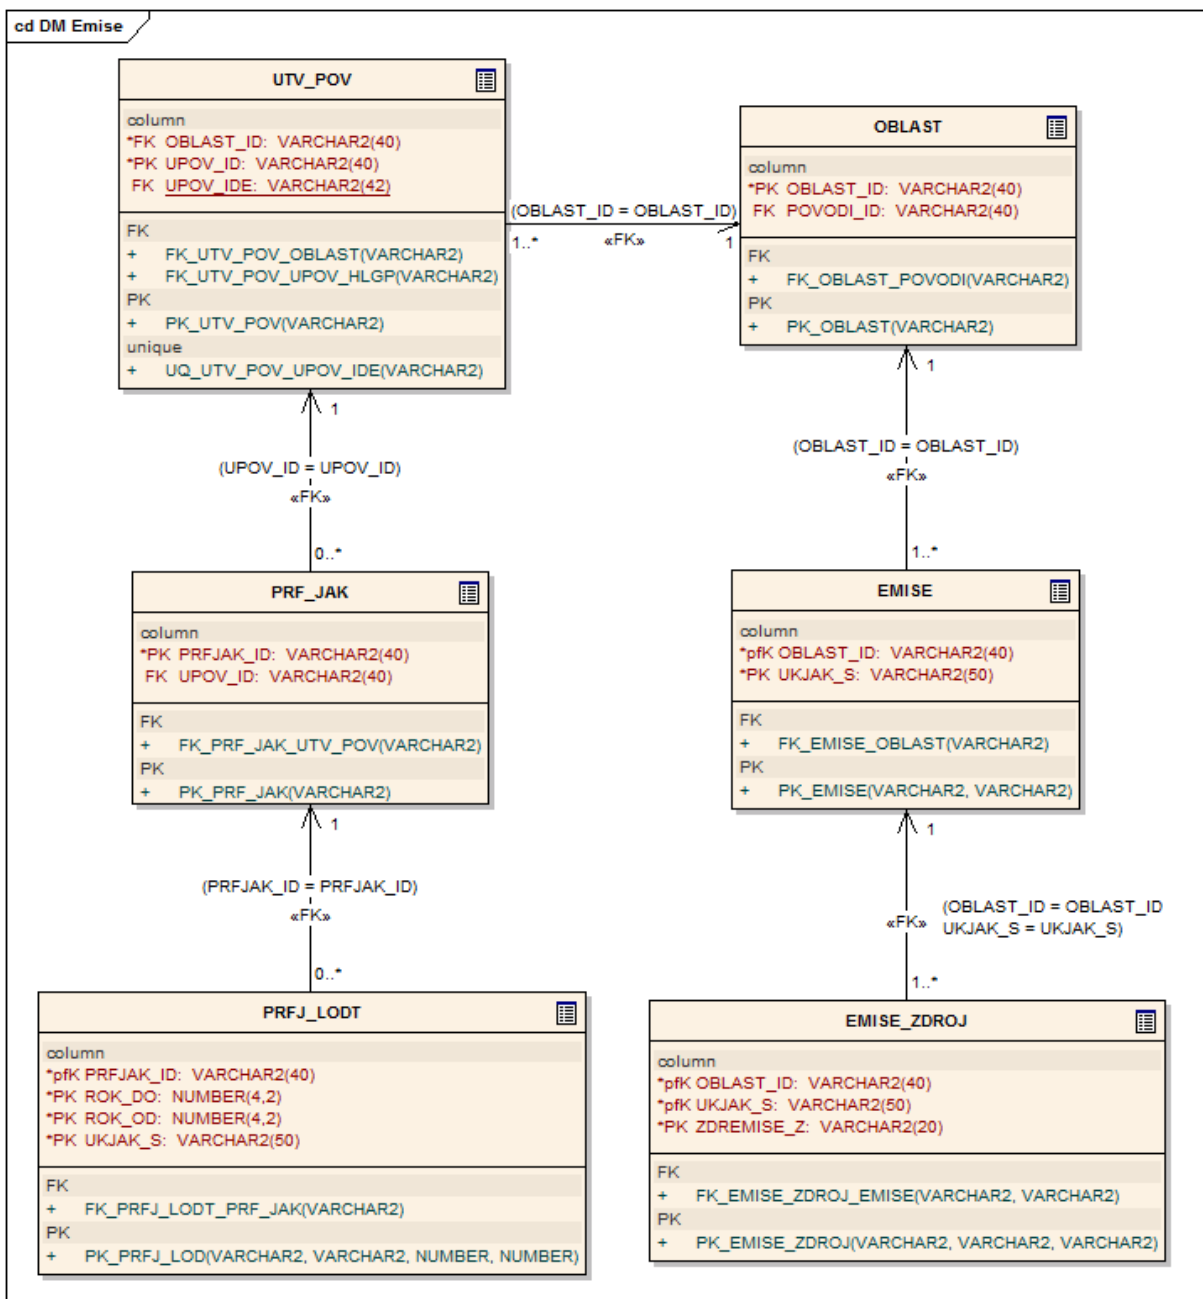 cd DM Emise
UTV_POV
column
*FK OBLAST_ID: VARCHAR2(40)
*PK UPOV_ID: VARCHAR2(40)
FK UPOV_IDE: VARCHAR2(42)
FK
+ FK_UTV_POV_OBLAST(VARCHAR2)
+ FK_UTV_POV_UPOV_HLGP(VARCHAR2)
PK
+ PK_UTV_POV(VARCHAR2)
unique
+ UQ_UTV_POV_UPOV_IDE(VARCHAR2)
(OBLAST_ID = OBLAST_ID)
1..* «FK» 1
OBLAST
column
*PK OBLAST_ID: VARCHAR2(40)
FK POVODI_ID: VARCHAR2(40)
FK
+ FK_OBLAST_POVODI(VARCHAR2)
PK
+ PK_OBLAST(VARCHAR2)
1
(UPOV_ID = UPOV_ID)
«FK»
0..*
1
(OBLAST_ID = OBLAST_ID)
«FK»
1..*
PRF_JAK
column
*PK PRFJAK_ID: VARCHAR2(40)
FK UPOV_ID: VARCHAR2(40)
FK
+ FK_PRF_JAK_UTV_POV(VARCHAR2)
PK
+ PK_PRF_JAK(VARCHAR2)
EMISE
column
*pfK OBLAST_ID: VARCHAR2(40)
*PK UKJAK_S: VARCHAR2(50)
FK
+ FK_EMISE_OBLAST(VARCHAR2)
PK
+ PK_EMISE(VARCHAR2, VARCHAR2)
1
(PRFJAK_ID = PRFJAK_ID)
«FK»
0..*
1
«FK»
(OBLAST_ID = OBLAST_ID
UKJAK_S = UKJAK_S)
1..*
PRFJ_LODT
column
*pfK PRFJAK_ID: VARCHAR2(40)
*PK ROK_DO: NUMBER(4,2)
*PK ROK_OD: NUMBER(4,2)
*PK UKJAK_S: VARCHAR2(50)
FK
+ FK_PRFJ_LODT_PRF_JAK(VARCHAR2)
PK
+ PK_PRFJ_LOD(VARCHAR2, VARCHAR2, NUMBER, NUMBER)
EMISE_ZDROJ
column
*pfK OBLAST_ID: VARCHAR2(40)
*pfK UKJAK_S: VARCHAR2(50)
*PK ZDREMISE_Z: VARCHAR2(20)
FK
+ FK_EMISE_ZDROJ_EMISE(VARCHAR2, VARCHAR2)
PK
+ PK_EMISE_ZDROJ(VARCHAR2, VARCHAR2, VARCHAR2)